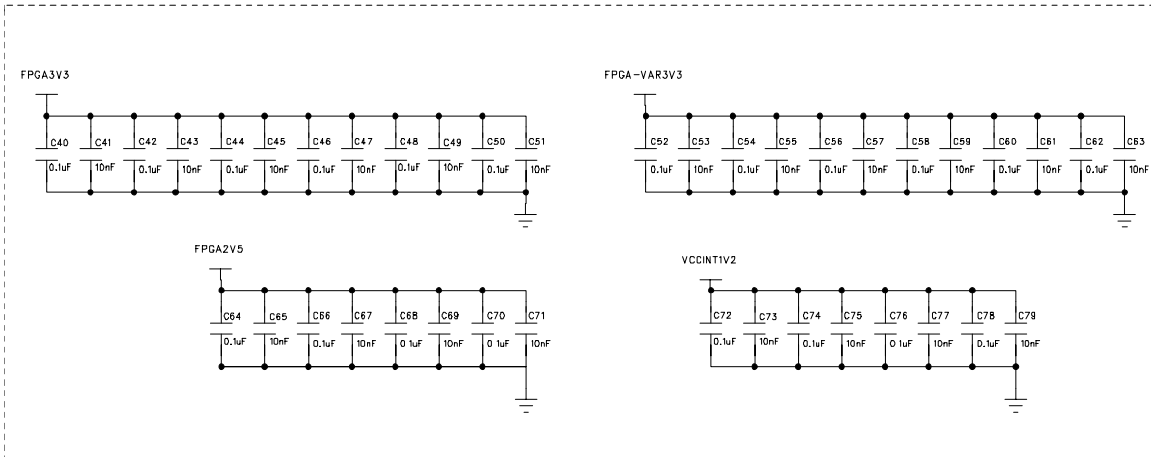 FPGA3V3
FPGA-VAR3V3
C40 C41 C42 C43 C44 C45 C46 C47 C48 C49 C50 C51
0.1uF 10nF 0.1uF 10nF 0.1uF 10nF 0.1uF 10nF 0.1uF 10nF 0.1uF 10nF
C52 C53 C54 C55 C56 C57 C58 C59 C60 C61 C62 C63
0.1uF 10nF 0.1uF 10nF 0.1uF 10nF 0.1uF 10nF 0.1uF 10nF 0.1uF 10nF
FPGA2V5
VCCINT1V2
C64 C65 C66 C67 C68 C69 C70 C71
0.1uF 10nF 0.1uF 10nF 0.1uF 10nF 0.1uF 10nF
C72 C73 C74 C75 C76 C77 C78 C79
0.1uF 10nF 0.1uF 10nF 0.1uF 10nF 0.1uF 10nF